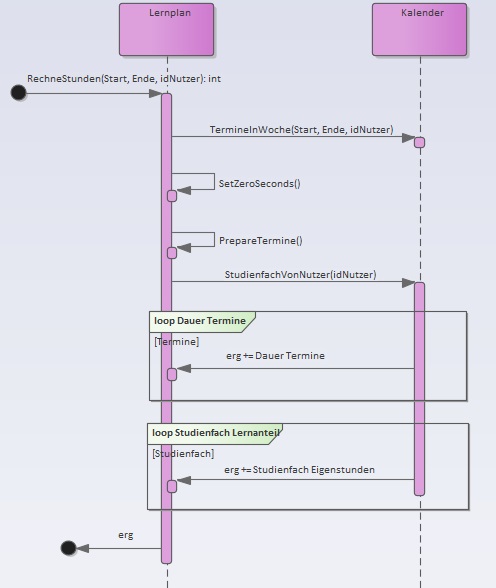 Lernplan
Kalender
RechneStunden(Start, Ende, idNutzer): int
TermineInWoche(Start, Ende, idNutzer)
SetZeroSeconds()
PrepareTermine()
StudienfachVonNutzer(idNutzer)
loop Dauer Termine
[Termine]
erg += Dauer Termine
loop Studienfach Lernanteil
[Studienfach]
erg += Studienfach Eigenstunden
erg